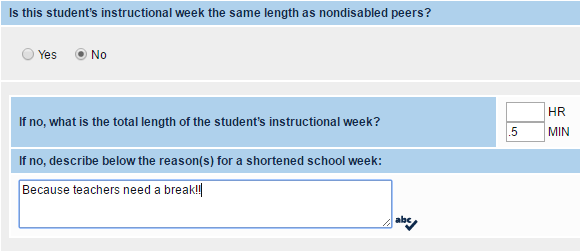 Is this student's instructional week the same length as nondisabled peers?
Yes No
If no, what is the total length of the student's instructional week?
HR
.5 MIN
If no, describe below the reason(s) for a shortened school week:
Because teachers need a break!!
abc